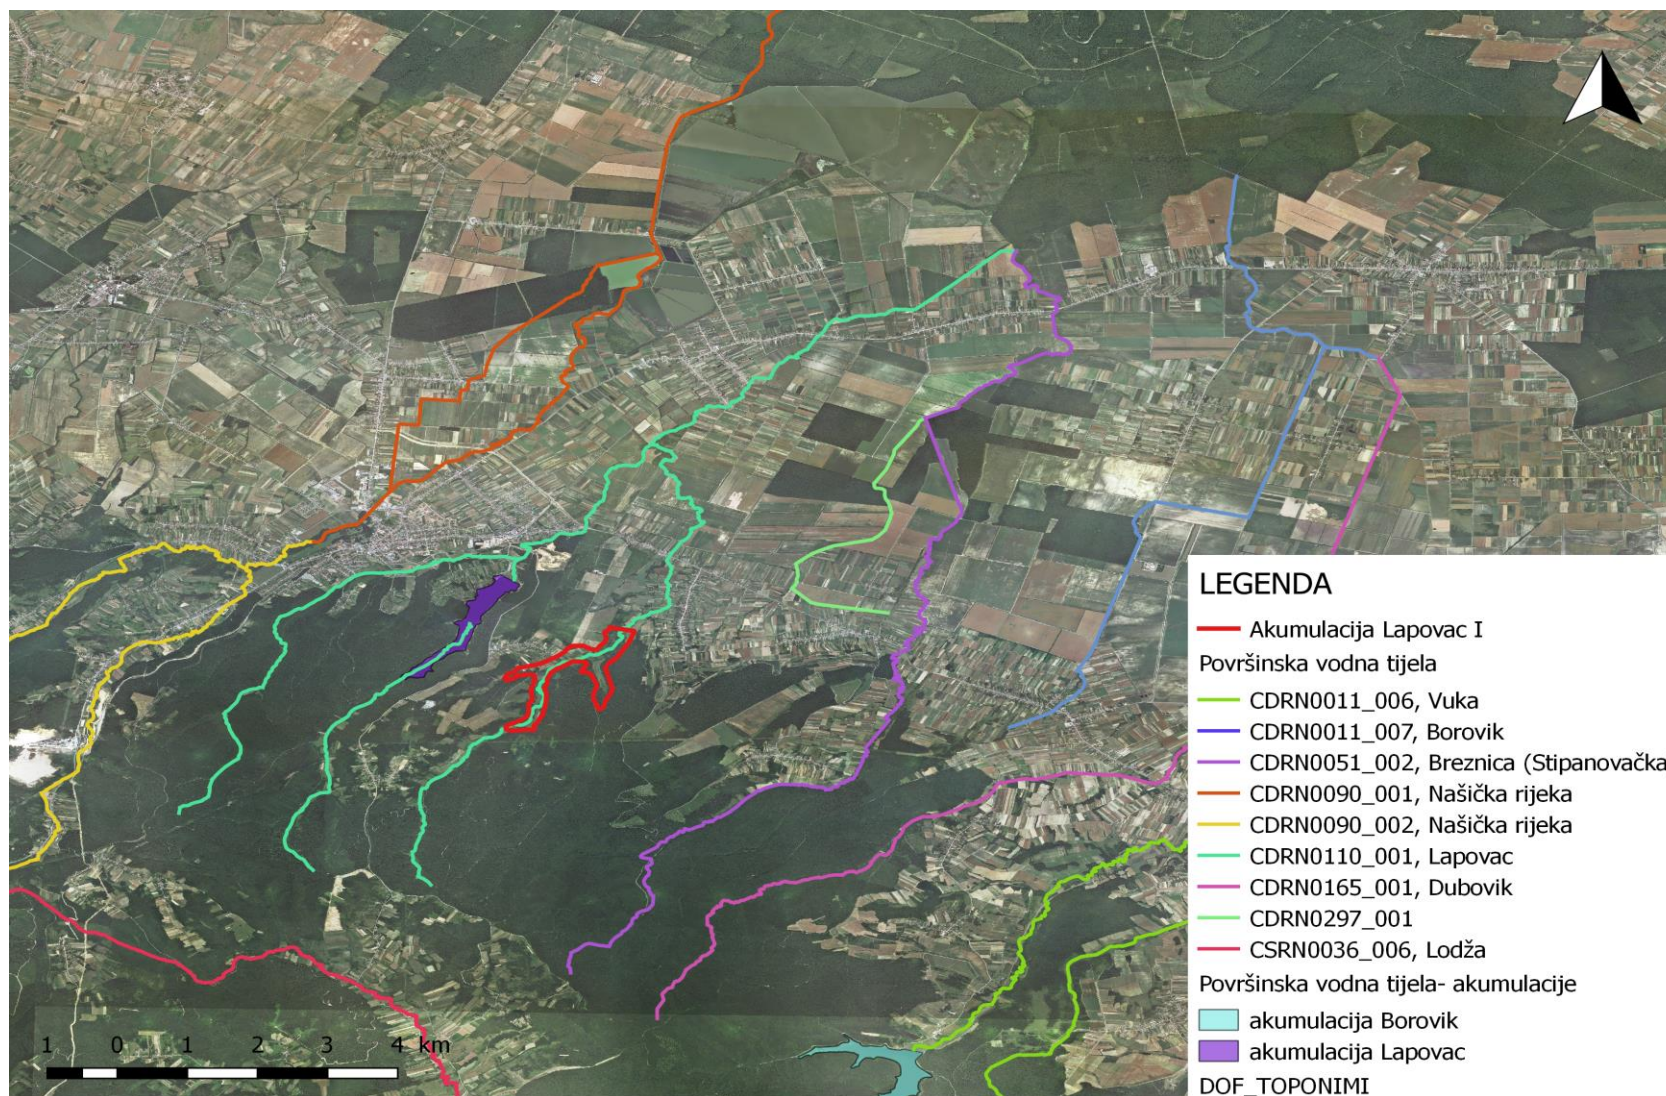 LEGENDA
Akumulacija Lapovac I
Površinska vodna tijela
CDRN0011_006, Vuka
CDRN0011_007, Borovik
CDRN0051_002, Breznica (Stipanovačka
CDRN0090_001, Našička rijeka
CDRN0090_002, Našička rijeka
CDRN0110_001, Lapovac
CDRN0165_001, Dubovik
CDRN0297_001
CSRN0036_006, Lodža
Površinska vodna tijela- akumulacije
akumulacija Borovik
akumulacija Lapovac
DOF_TOPONIMI
1 0 1 2 3 4 km